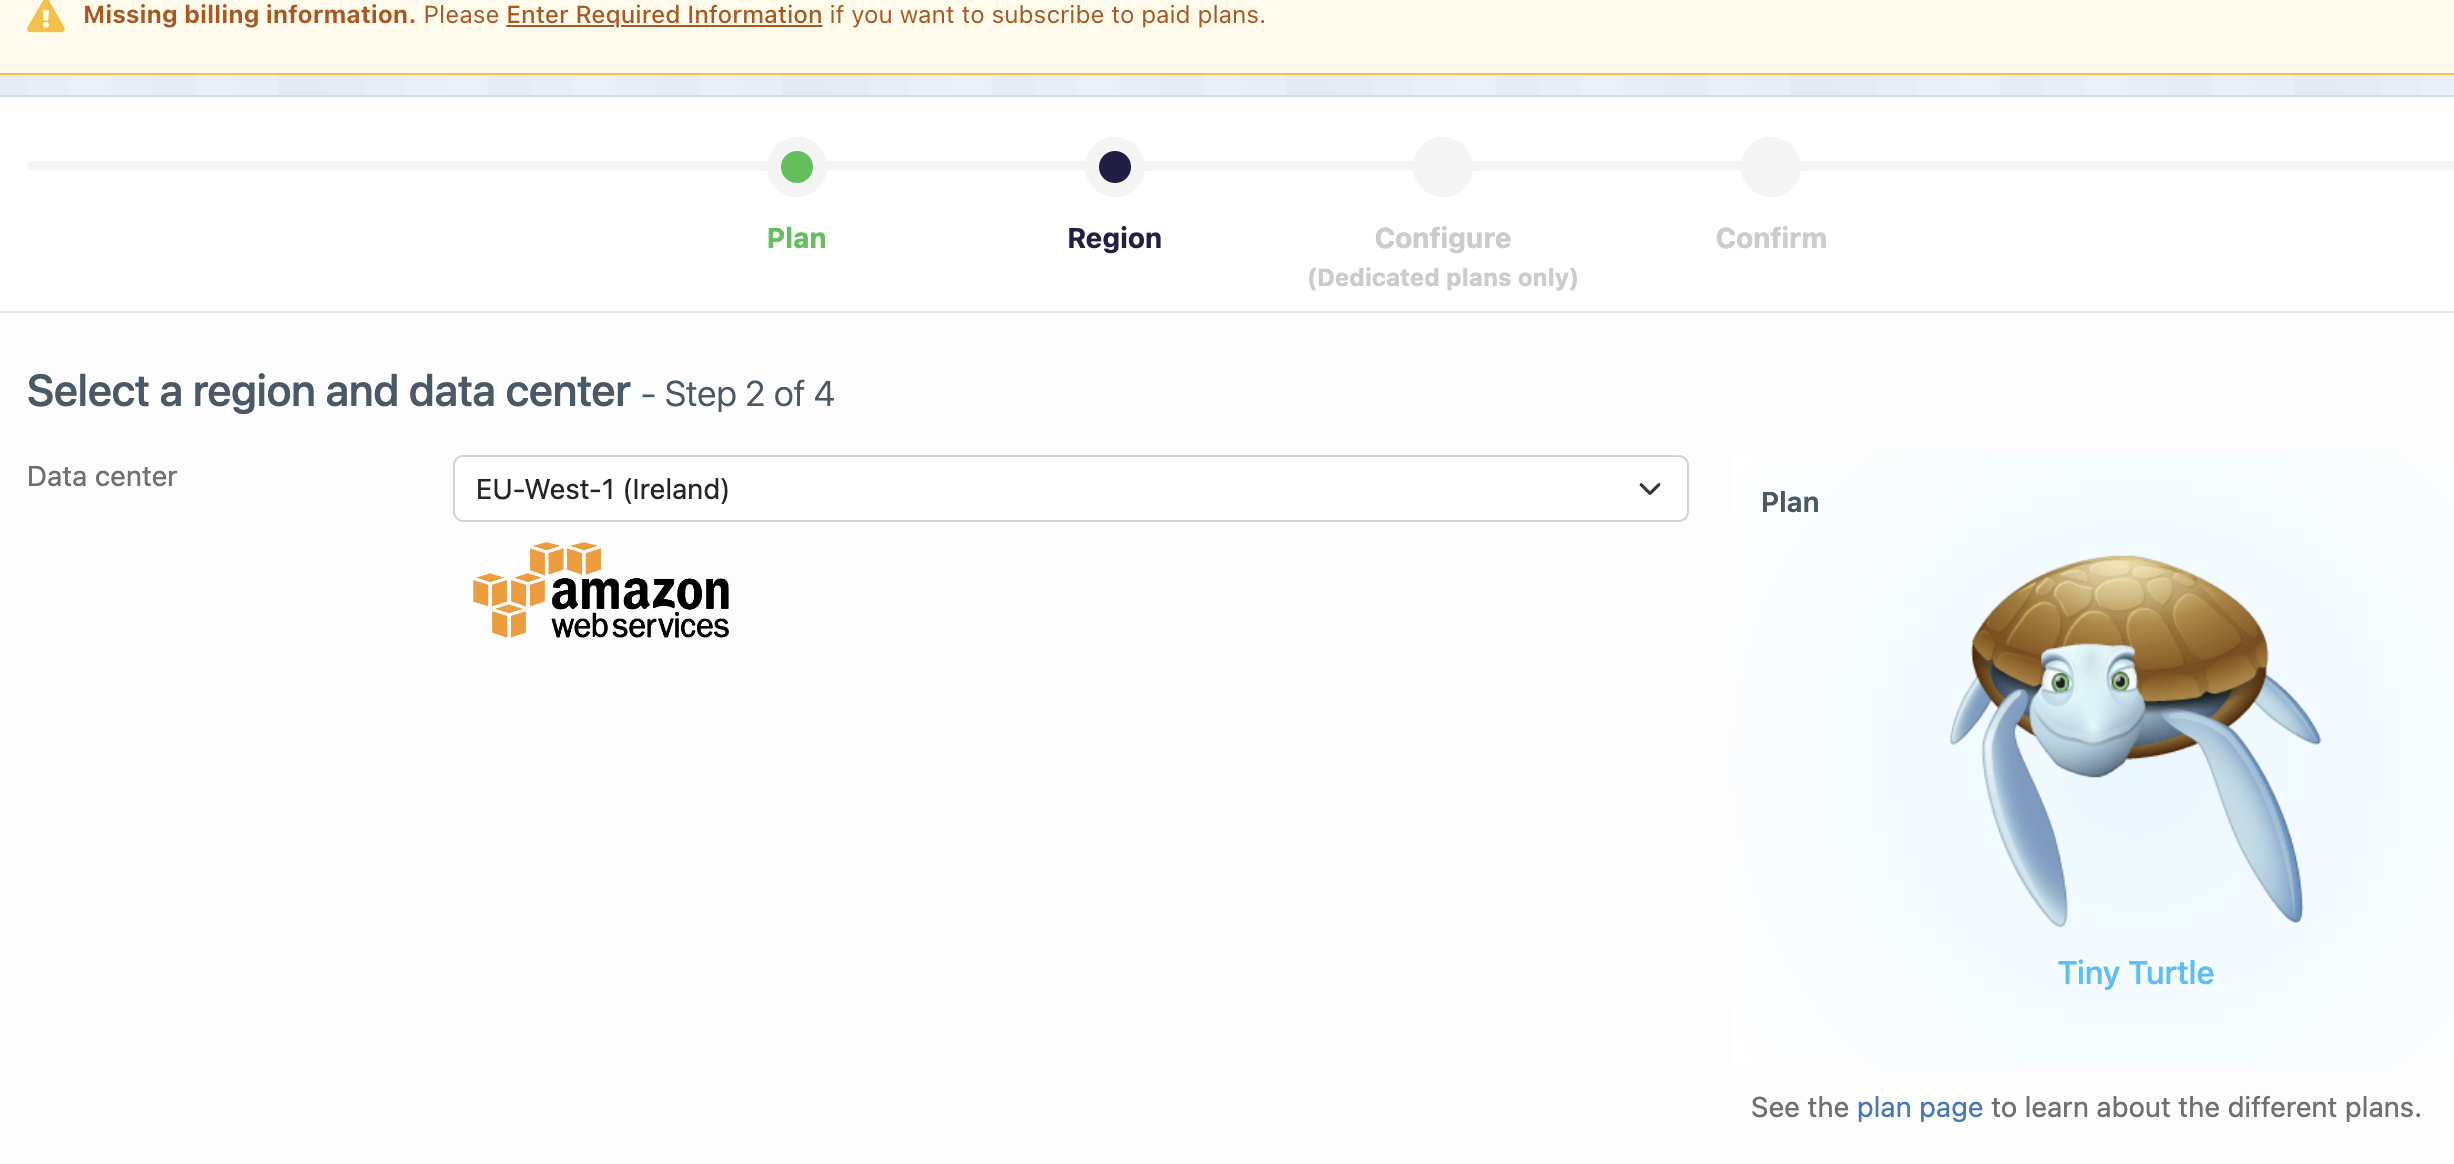 Missing billing information. Please Enter Required Information if you want to subscribe to paid plans.
Plan
Region
Configure
(Dedicated plans only)
Confirm
Select a region and data center - Step 2 of 4
Data center
EU-West-1 (Ireland)
amazon
web services
Plan
Tiny Turtle
See the plan page to learn about the different plans.